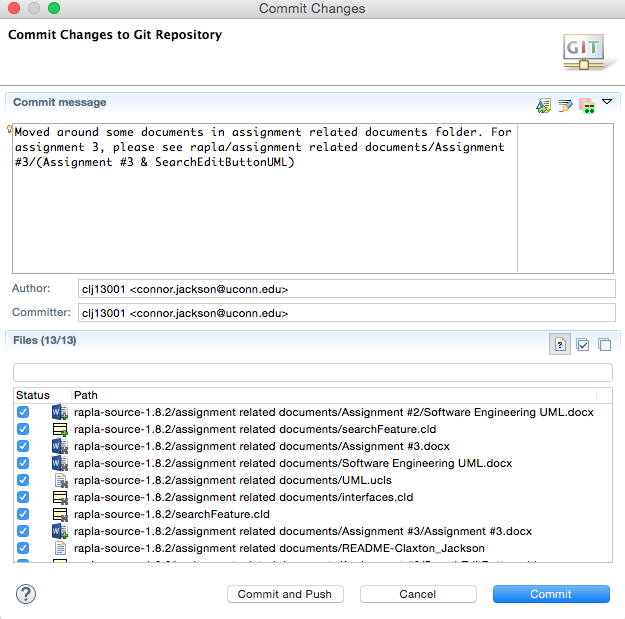 Commit Changes
Commit Changes to Git Repository
GIT
Commit message
Moved around some documents in assignment related documents folder. For
assignment 3, please see rapla/assignment related documents/Assignment
#3/(Assignment #3 & SearchEditButtonUML)
Author:
clj13001 <connor.jackson@uconn.edu>
Committer:
clj13001 <connor.jackson@uconn.edu>
Files (13/13)
Status Path
rapla-source-1.8.2/assignment related documents/Assignment #2/Software Engineering UML.docx
rapla-source-1.8.2/assignment related documents/searchFeature.cld
rapla-source-1.8.2/assignment related documents/Assignment #3.docx
rapla-source-1.8.2/assignment related documents/Software Engineering UML.docx
rapla-source-1.8.2/assignment related documents/UML.ucls
rapla-source-1.8.2/assignment related documents/interfaces.cld
rapla-source-1.8.2/searchFeature.cld
rapla-source-1.8.2/assignment related documents/Assignment #3/Assignment #3.docx
rapla-source-1.8.2/assignment related documents/README-Claxton_Jackson
Commit and Push
Cancel
Commit